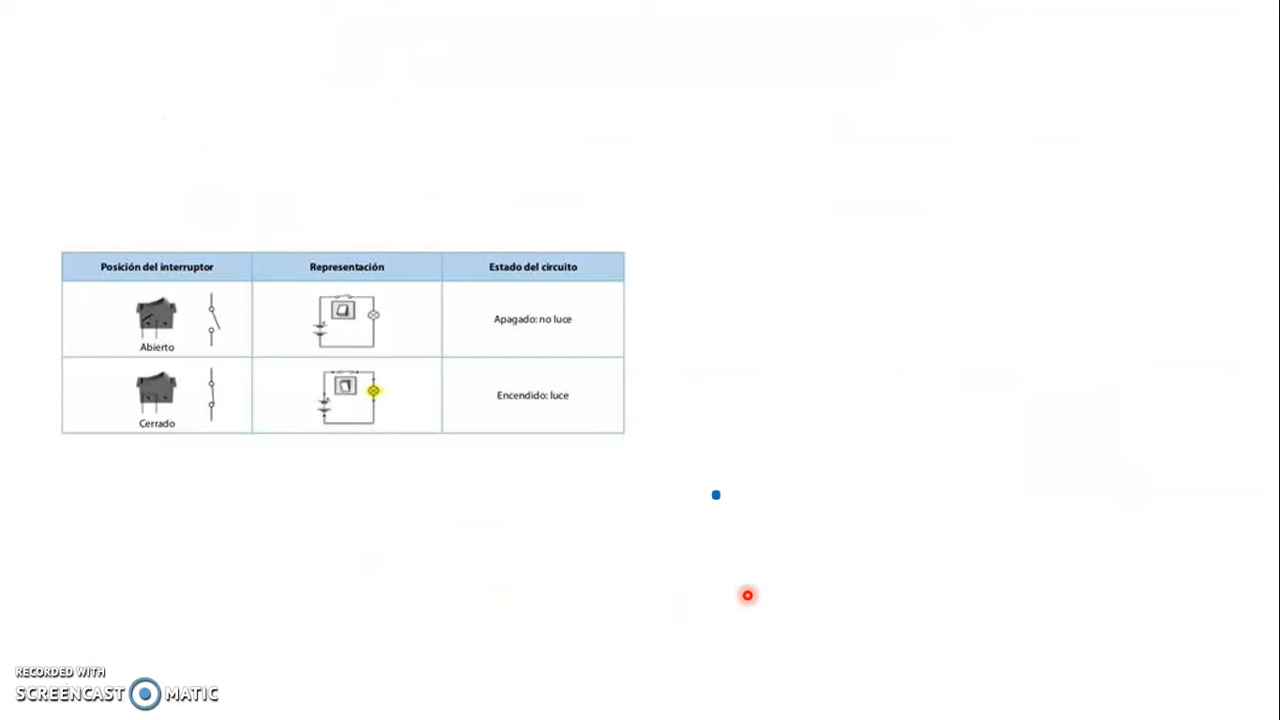 Posición del interruptor Representación Estado del circuito
Abierto
Apagado: no luce
Cerrado
Encendido: luce
RECORDED WITH
SCREENCAST MATIC